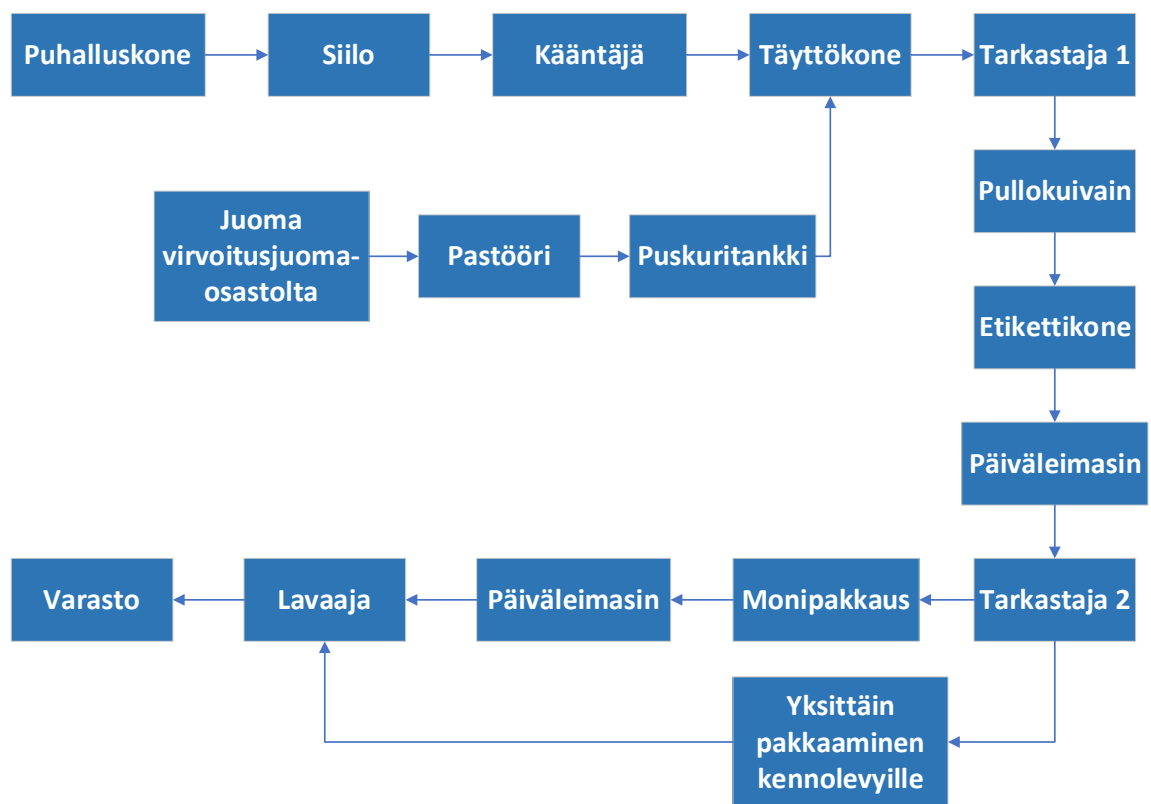 Puhalluskone
Siilo
Kääntäjä
Täyttökone
Tarkastaja 1
Pullokuivain
Juoma
virvoitusjuoma-
osastolta
Pastööri
Puskuritankki
Etikettikone
Päiväleimasin
Varasto
Lavaaja
Päiväleimasin
Monipakkaus
Tarkastaja 2
Yksittäin
pakkaaminen
kennolevyille